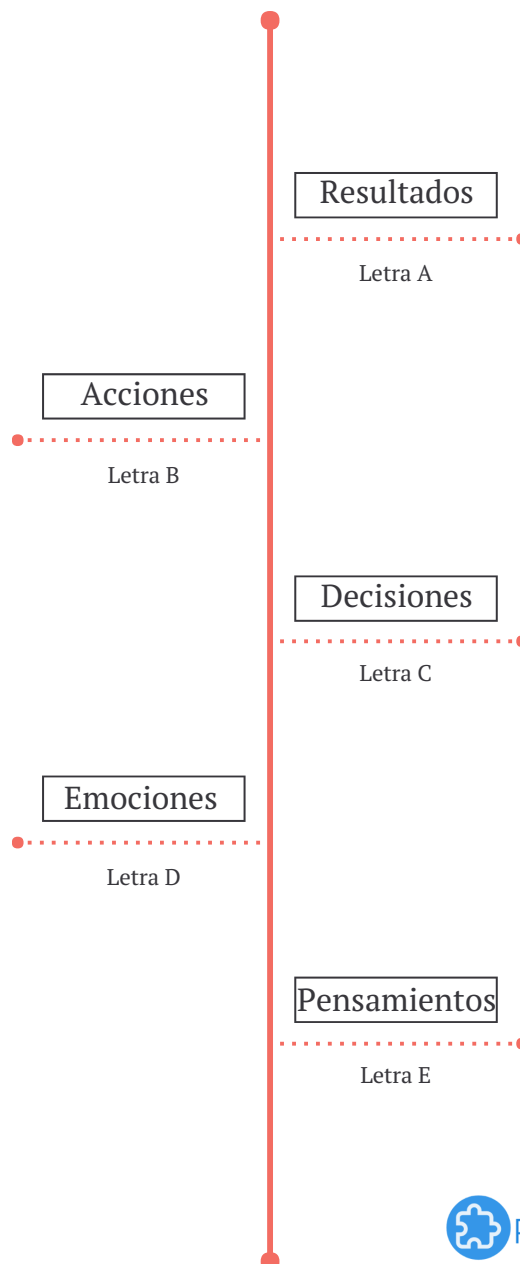 Resultados
Letra A
Acciones
Letra B
Decisiones
Letra C
Emociones
Letra D
Pensamientos
Letra E